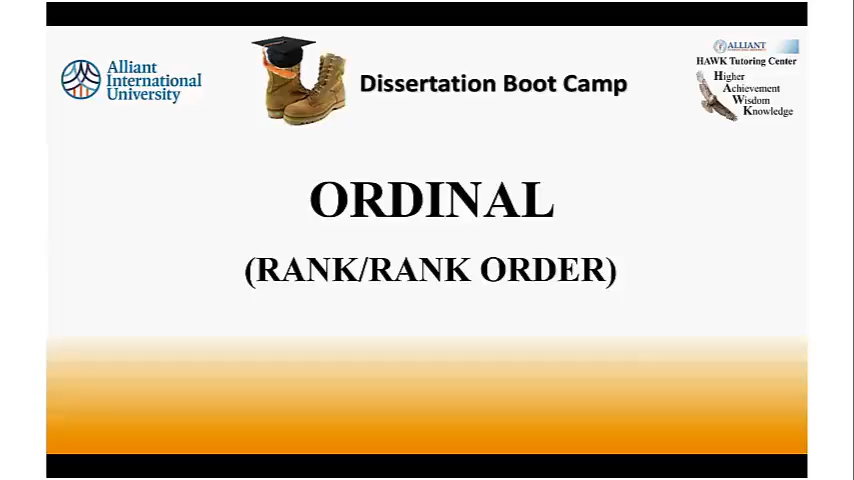 Alliant
International
University
Dissertation Boot Camp
ALLIANT
HAWK Tutoring Center
Higher
Achievement
Wisdom
Knowledge
ORDINAL
(RANK/RANK ORDER)